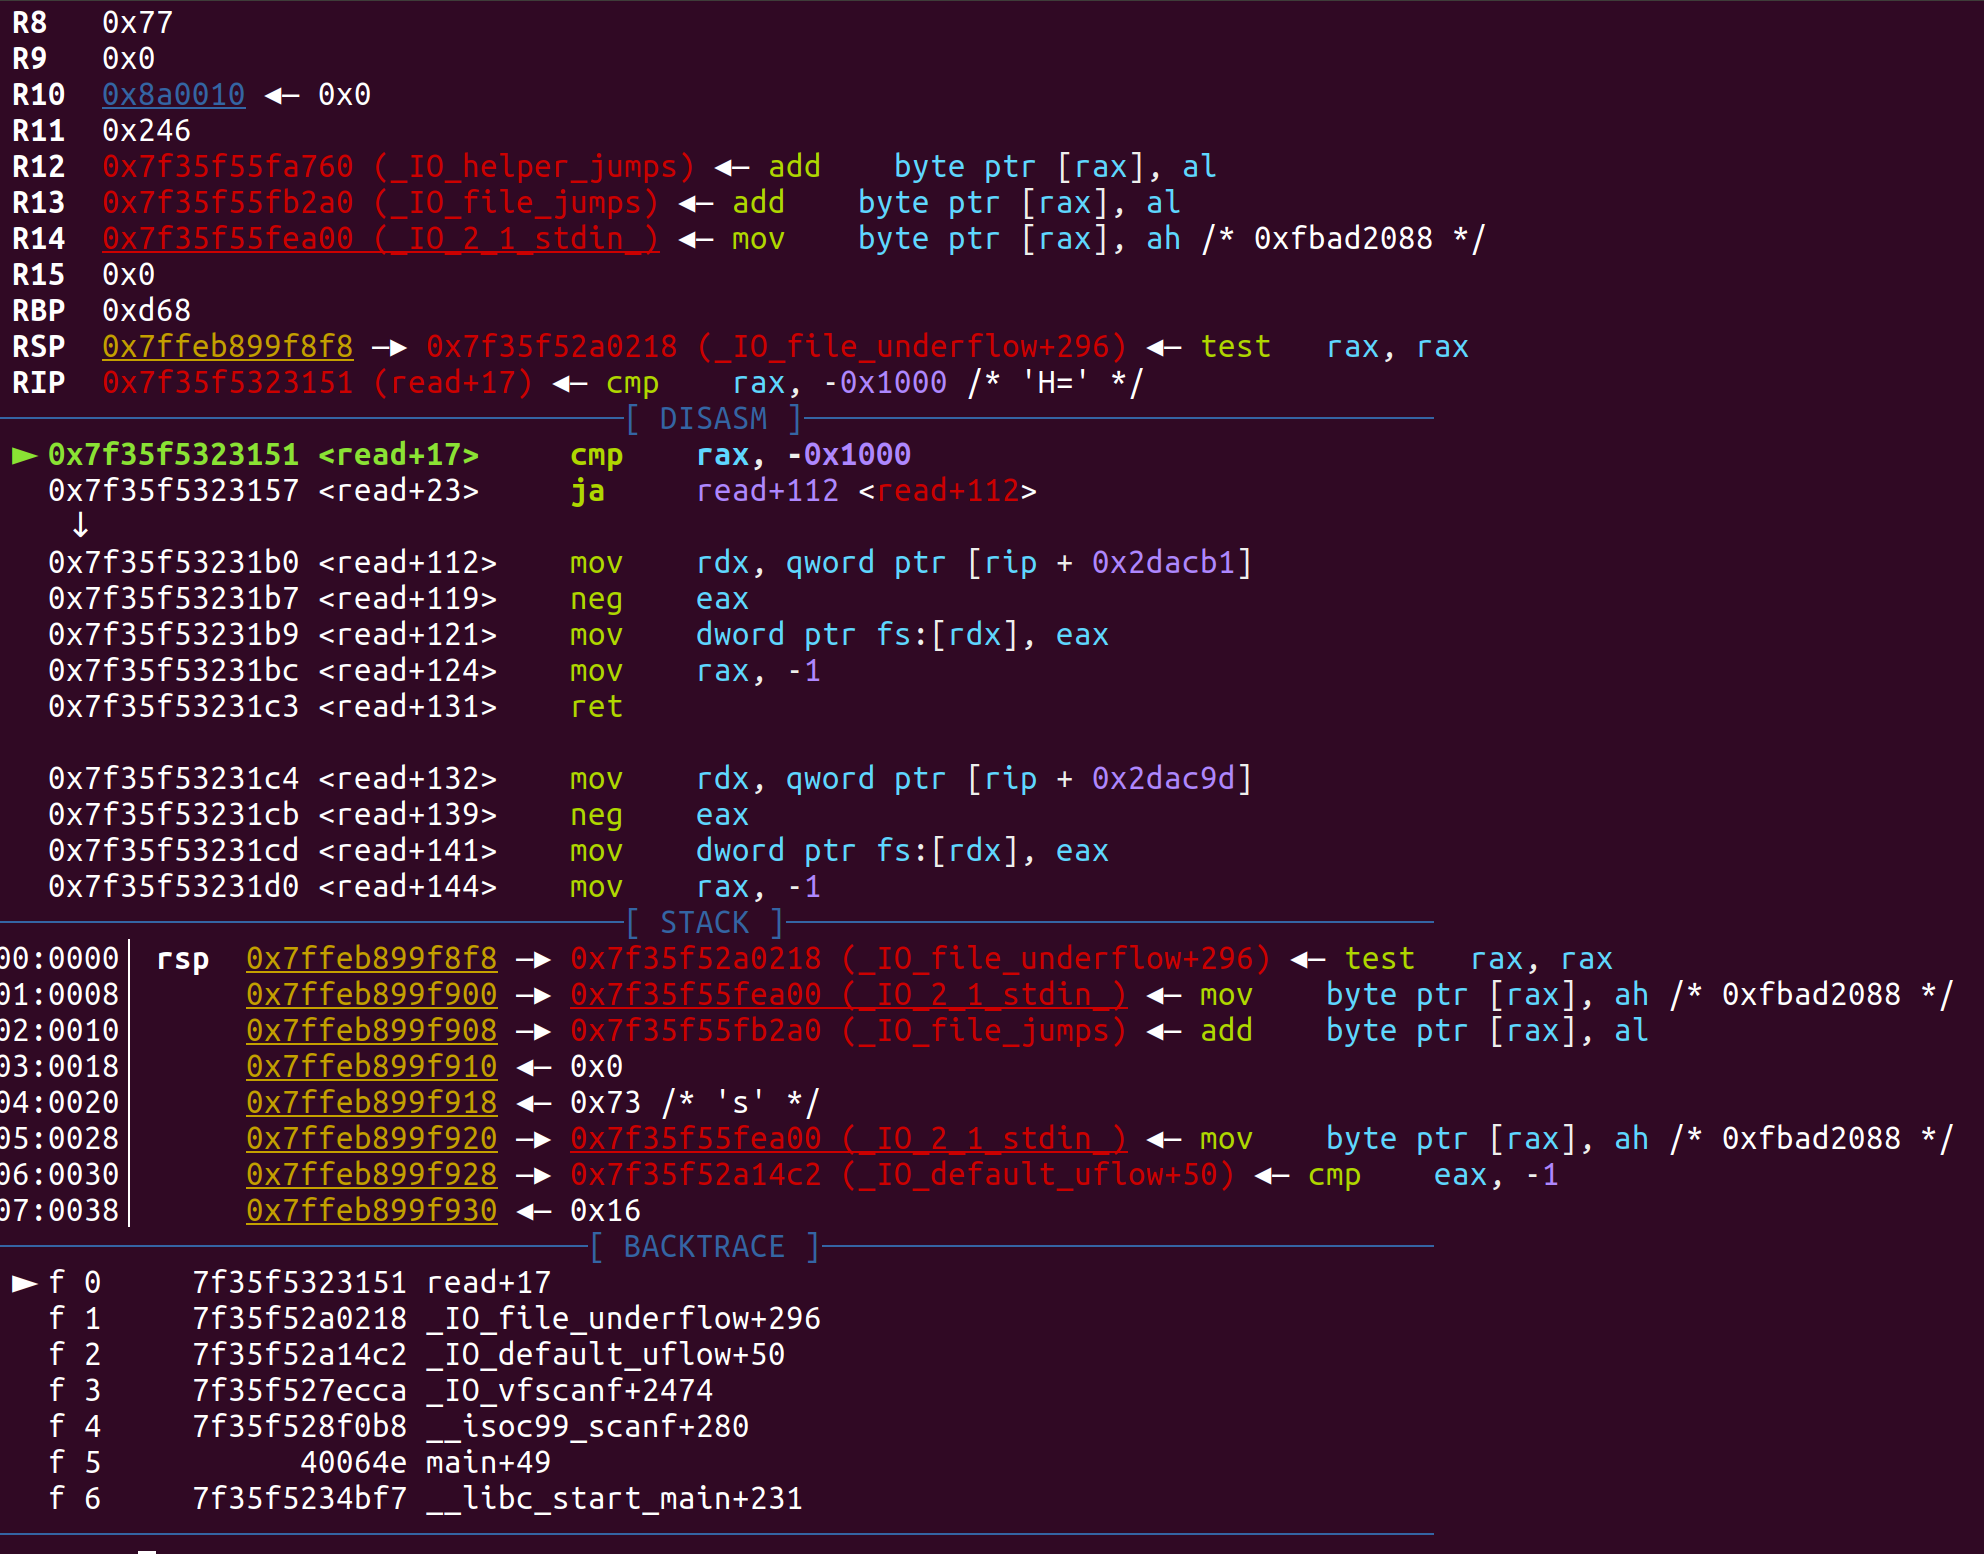 R8   0x77
R9   0x0
R10  0x8a0010 ◂— 0x0
R11  0x246
R12  0x7f35f55fa760 (_IO_helper_jumps) ◂— add    byte ptr [rax], al
R13  0x7f35f55fb2a0 (_IO_file_jumps) ◂— add    byte ptr [rax], al
R14  0x7f35f55fea00 (_IO_2_1_stdin_) ◂— mov    byte ptr [rax], ah /* 0xfbad2088 */
R15  0x0
RBP  0xd68
RSP  0x7ffeb899f8f8 —▸ 0x7f35f52a0218 (_IO_file_underflow+296) ◂— test   rax, rax
RIP  0x7f35f5323151 (read+17) ◂— cmp    rax, -0x1000 /* 'H=' */
[ DISASM ]
► 0x7f35f5323151 <read+17>     cmp    rax, -0x1000
0x7f35f5323157 <read+23>     ja     read+112 <read+112>
↓
0x7f35f53231b0 <read+112>    mov    rdx, qword ptr [rip + 0x2dacb1]
0x7f35f53231b7 <read+119>    neg    eax
0x7f35f53231b9 <read+121>    mov    dword ptr fs:[rdx], eax
0x7f35f53231bc <read+124>    mov    rax, -1
0x7f35f53231c3 <read+131>    ret
0x7f35f53231c4 <read+132>    mov    rdx, qword ptr [rip + 0x2dac9d]
0x7f35f53231cb <read+139>    neg    eax
0x7f35f53231cd <read+141>    mov    dword ptr fs:[rdx], eax
0x7f35f53231d0 <read+144>    mov    rax, -1
[ STACK ]
00:0000│ rsp  0x7ffeb899f8f8 —▸ 0x7f35f52a0218 (_IO_file_underflow+296) ◂— test   rax, rax
01:0008│      0x7ffeb899f900 —▸ 0x7f35f55fea00 (_IO_2_1_stdin_) ◂— mov    byte ptr [rax], ah /* 0xfbad2088 */
02:0010│      0x7ffeb899f908 —▸ 0x7f35f55fb2a0 (_IO_file_jumps) ◂— add    byte ptr [rax], al
03:0018│      0x7ffeb899f910 ◂— 0x0
04:0020│      0x7ffeb899f918 ◂— 0x73 /* 's' */
05:0028│      0x7ffeb899f920 —▸ 0x7f35f55fea00 (_IO_2_1_stdin_) ◂— mov    byte ptr [rax], ah /* 0xfbad2088 */
06:0030│      0x7ffeb899f928 —▸ 0x7f35f52a14c2 (_IO_default_uflow+50) ◂— cmp    eax, -1
07:0038│      0x7ffeb899f930 ◂— 0x16
[ BACKTRACE ]
► f 0     7f35f5323151 read+17
f 1     7f35f52a0218 _IO_file_underflow+296
f 2     7f35f52a14c2 _IO_default_uflow+50
f 3     7f35f527ecca _IO_vfscanf+2474
f 4     7f35f528f0b8 __isoc99_scanf+280
f 5           40064e main+49
f 6     7f35f5234bf7 __libc_start_main+231